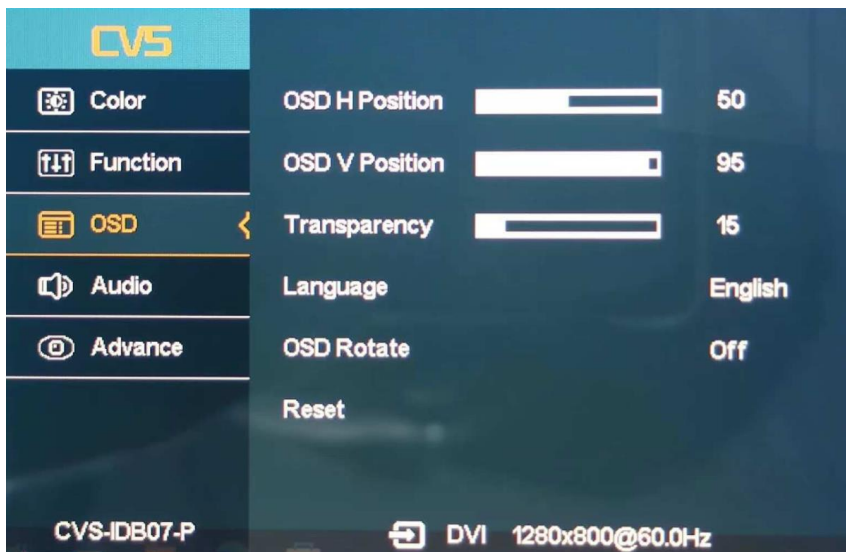 CVS
Color
Function
OSD
Audio
Advance
OSD H Position 50
OSD V Position 95
Transparency 15
Language English
OSD Rotate Off
Reset
CVS-IDB07-P
DVI 1280x800@60.0Hz